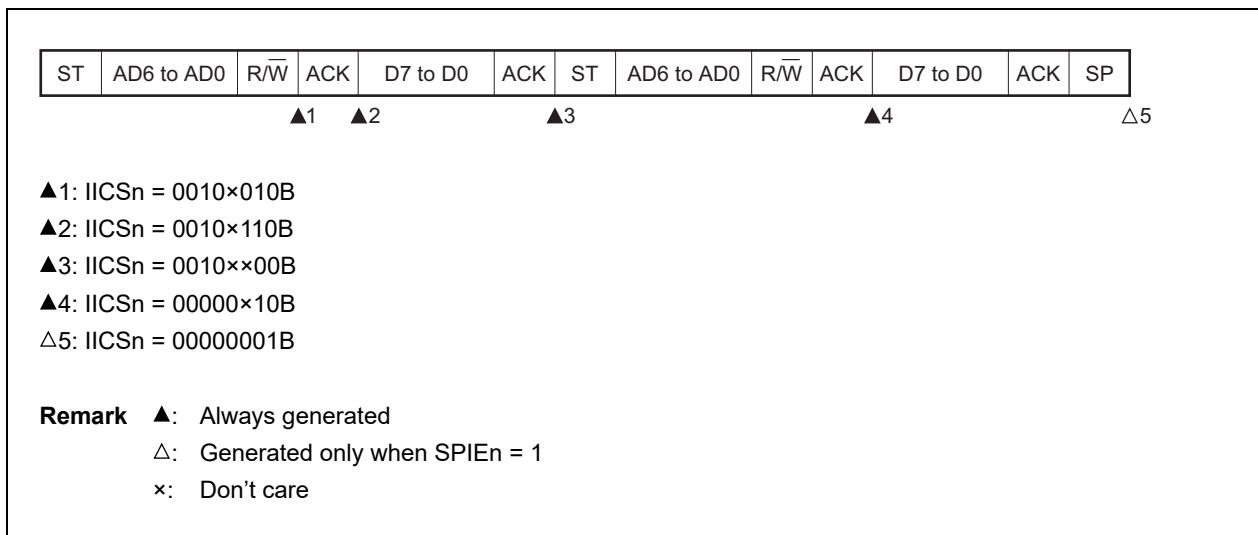 ST AD6 to AD0 R/W̅ ACK D7 to D0 ACK ST AD6 to AD0 R/W̅ ACK D7 to D0 ACK SP
▲1 ▲2 ▲3 ▲4 △5
▲1: IICSn = 0010×010B
▲2: IICSn = 0010×110B
▲3: IICSn = 0010××00B
▲4: IICSn = 00000×10B
△5: IICSn = 00000001B
Remark ▲: Always generated
△: Generated only when SPIEn = 1
×: Don't care